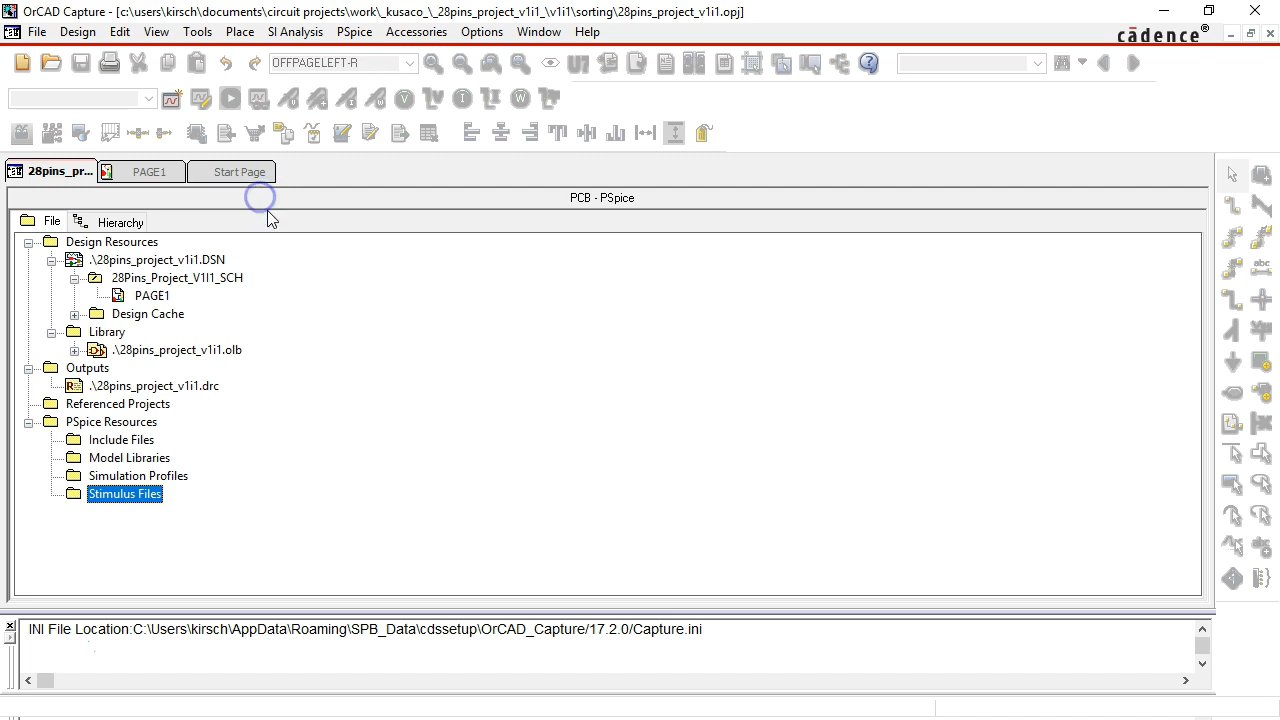 OrCAD Capture - [c:\users\kirsch\documents\circuit projects\work\_kusaco_\_28pins_project_v1i1_\v1i1\sorting\28pins_project_v1i1.opj]
File Design Edit View Tools Place SI Analysis PSpice Accessories Options Window Help
cādence®
OFFPAGELEFT-R
U?
V
I
W
28pins_pr... PAGE1 Start Page
PCB - PSpice
File Hierarchy
Design Resources
.\28pins_project_v1i1.DSN
28Pins_Project_V1I1_SCH
PAGE1
Design Cache
Library
.\28pins_project_v1i1.olb
Outputs
.\28pins_project_v1i1.drc
Referenced Projects
PSpice Resources
Include Files
Model Libraries
Simulation Profiles
Stimulus Files
abc
INI File Location:C:\Users\kirsch\AppData\Roaming\SPB_Data\cdssetup\OrCAD_Capture/17.2.0/Capture.ini